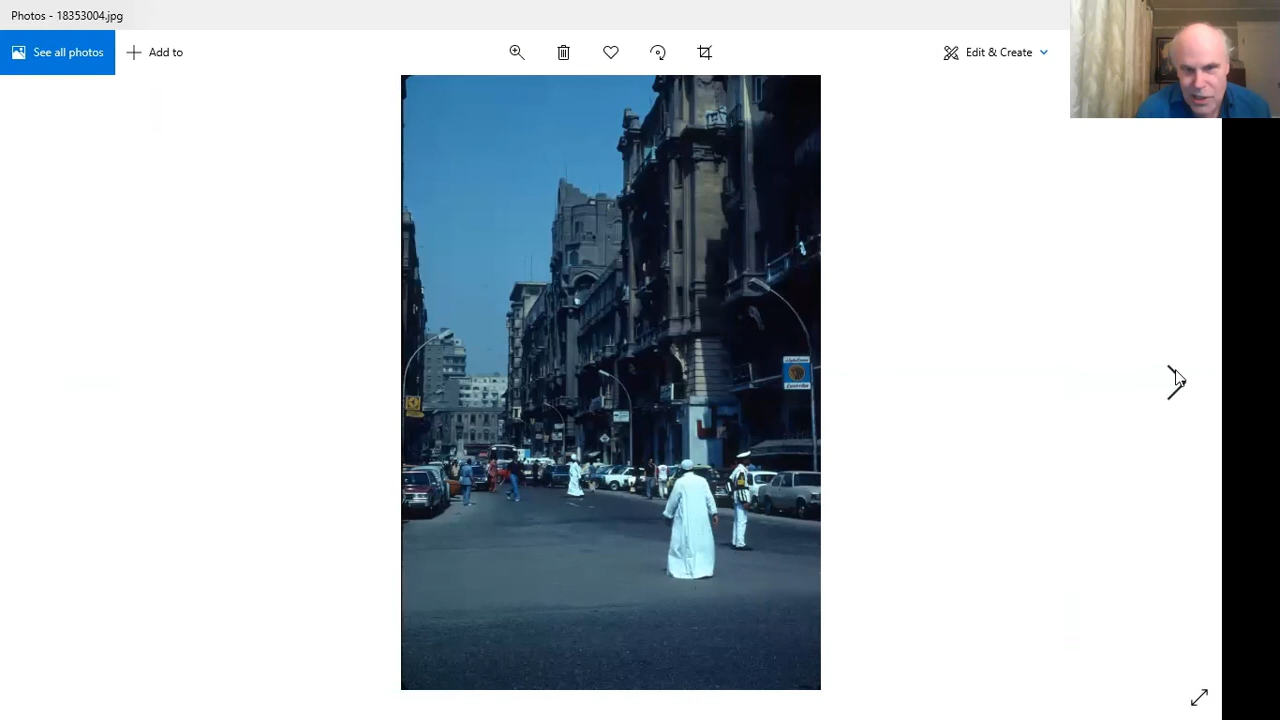 Photos - 18353004.jpg
See all photos
Add to
Edit & Create